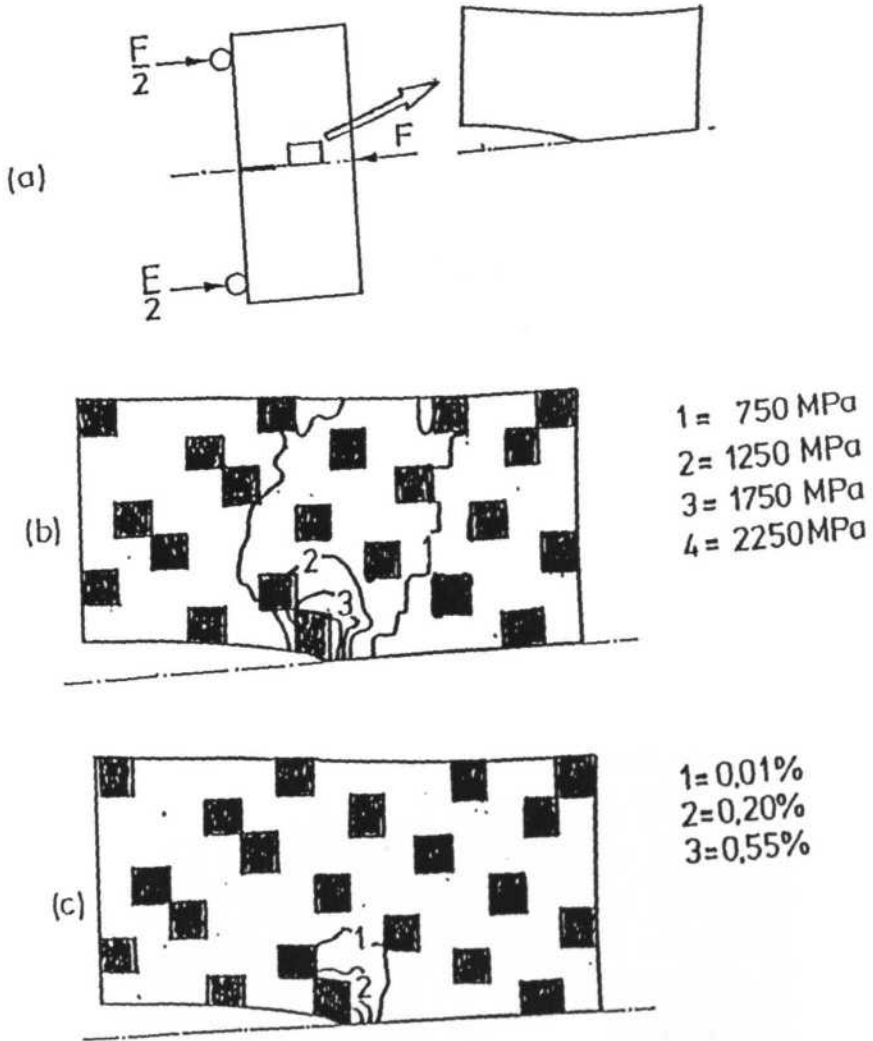 F
2
F
(a)
E
2
(b)
2
3
1 = 750 MPa
2 = 1250 MPa
3 = 1750 MPa
4 = 2250 MPa
(c)
1
2
1 = 0,01%
2 = 0,20%
3 = 0,55%